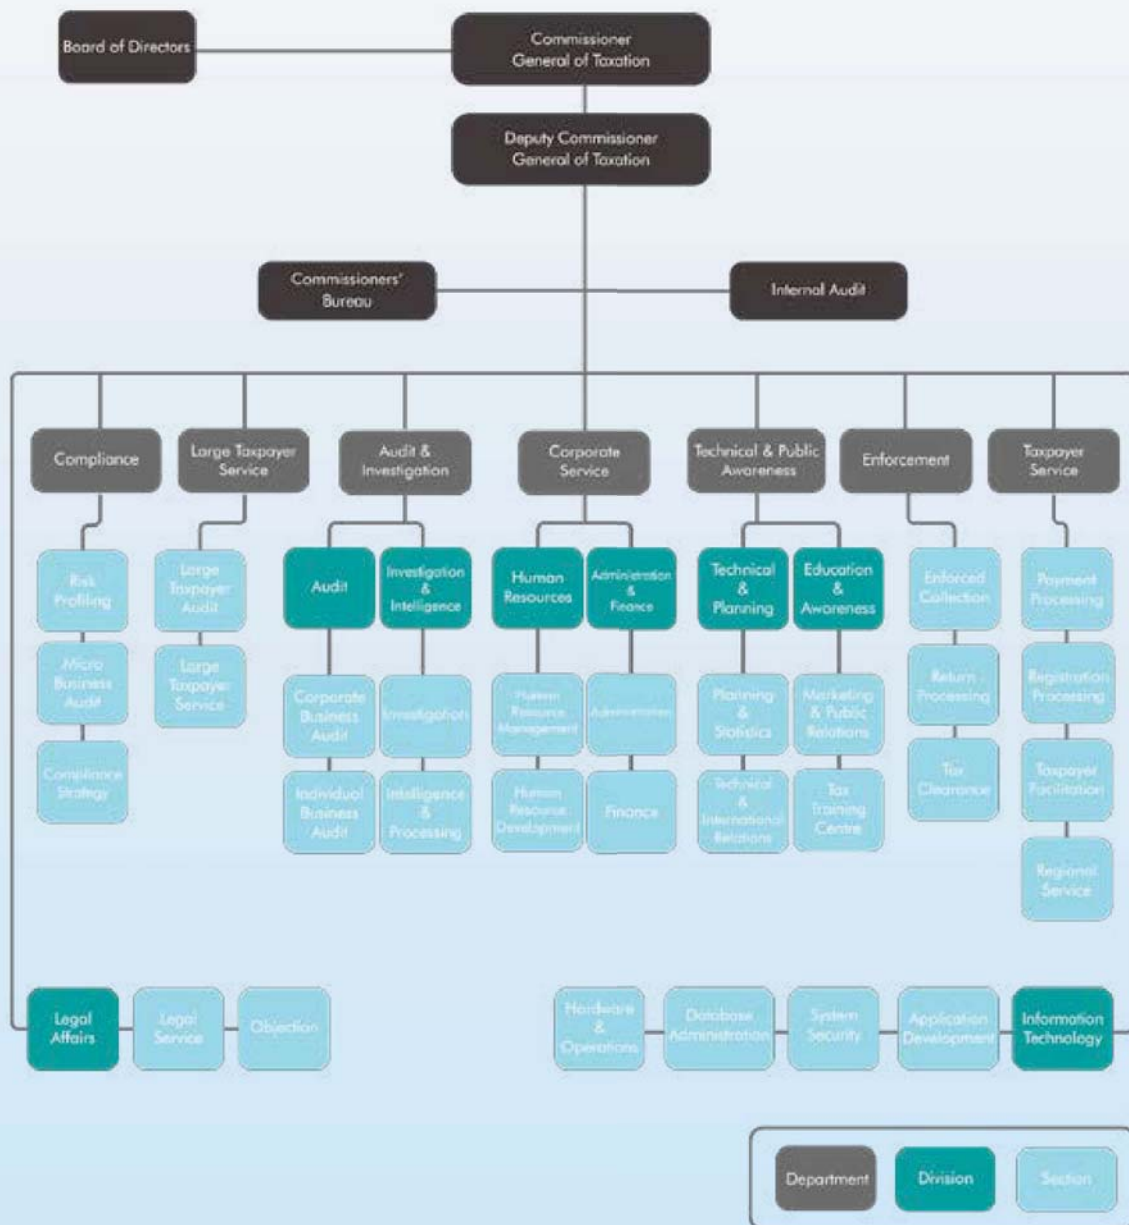 Board of Directors
Commissioner
General of Taxation
Deputy Commissioner
General of Taxation
Commissioners'
Bureau
Internal Audit
Compliance
Large Taxpayer
Service
Audit &
Investigation
Corporate
Service
Technical & Public
Awareness
Enforcement
Taxpayer
Service
Risk
Profiling
Micro
Business
Audit
Compliance
Strategy
Large
Taxpayer
Audit
Large
Taxpayer
Service
Audit
Corporate
Business
Audit
Individual
Business
Audit
Investigation
&
Intelligence
Investigation
Intelligence
&
Processing
Human
Resources
Human
Resource
Management
Human
Resource
Development
Administration
&
Finance
Administration
Finance
Technical
&
Planning
Planning
&
Statistics
Technical
&
International
Relations
Education
&
Awareness
Marketing
& Public
Relations
Tax
Training
Centre
Enforced
Collection
Return
Processing
Tax
Clearance
Payment
Processing
Registration
Processing
Taxpayer
Facilitation
Regional
Service
Legal
Affairs
Legal
Service
Objection
Hardware
&
Operations
Database
Administration
System
Security
Application
Development
Information
Technology
Department
Division
Section